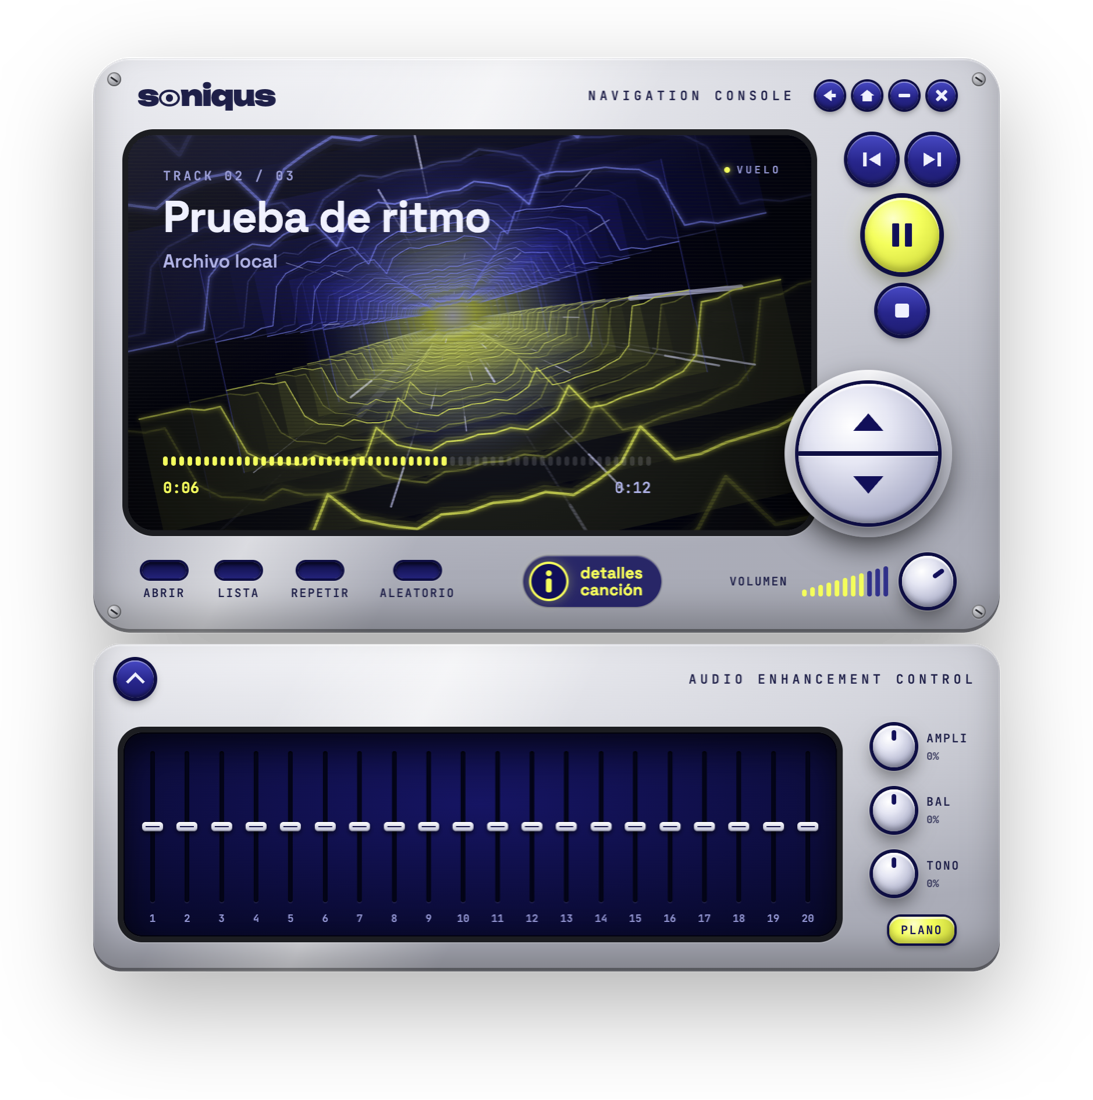 soniqus
NAVIGATION CONSOLE
TRACK 02 / 03
VUELO
Prueba de ritmo
Archivo local
0:06
0:12
ABRIR
LISTA
REPETIR
ALEATORIO
detalles
canción
VOLUMEN
AUDIO ENHANCEMENT CONTROL
AMPLI
0%
BAL
0%
TONO
0%
1 2 3 4 5 6 7 8 9 10 11 12 13 14 15 16 17 18 19 20
PLANO